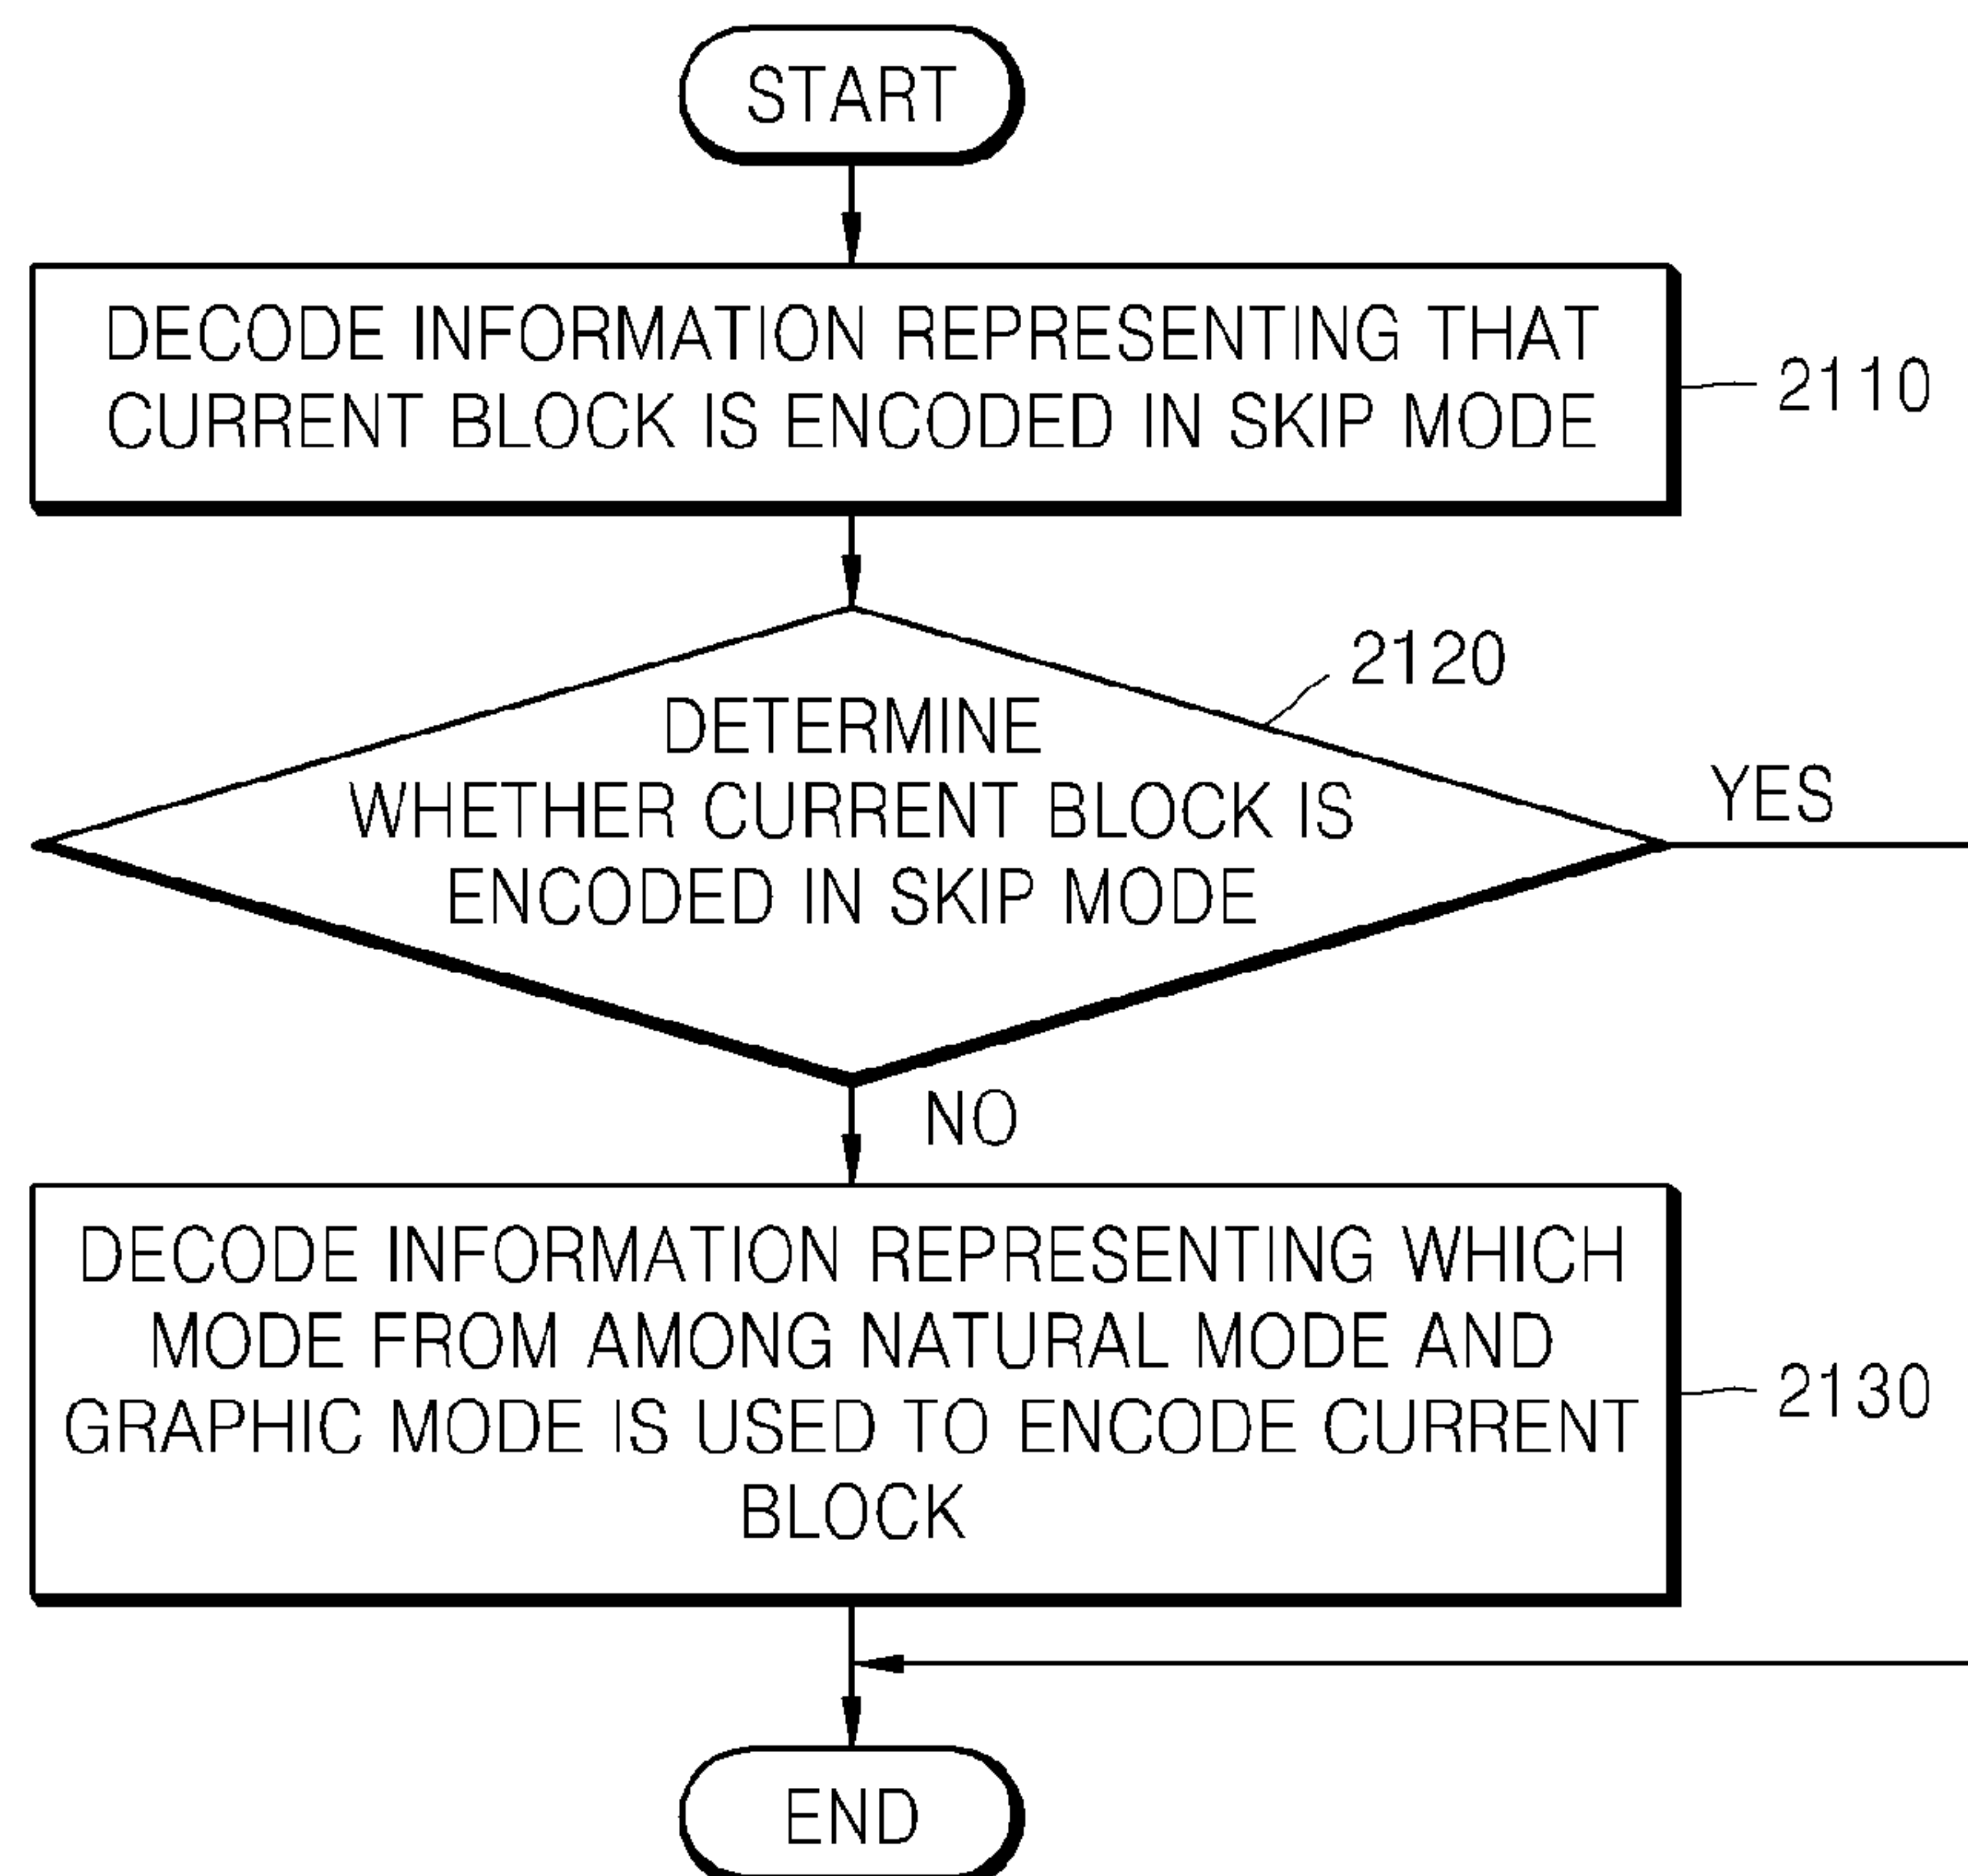 START
DECODE INFORMATION REPRESENTING THAT
CURRENT BLOCK IS ENCODED IN SKIP MODE
2110
2120
DETERMINE
WHETHER CURRENT BLOCK IS
ENCODED IN SKIP MODE
YES
NO
DECODE INFORMATION REPRESENTING WHICH
MODE FROM AMONG NATURAL MODE AND
GRAPHIC MODE IS USED TO ENCODE CURRENT
BLOCK
2130
END